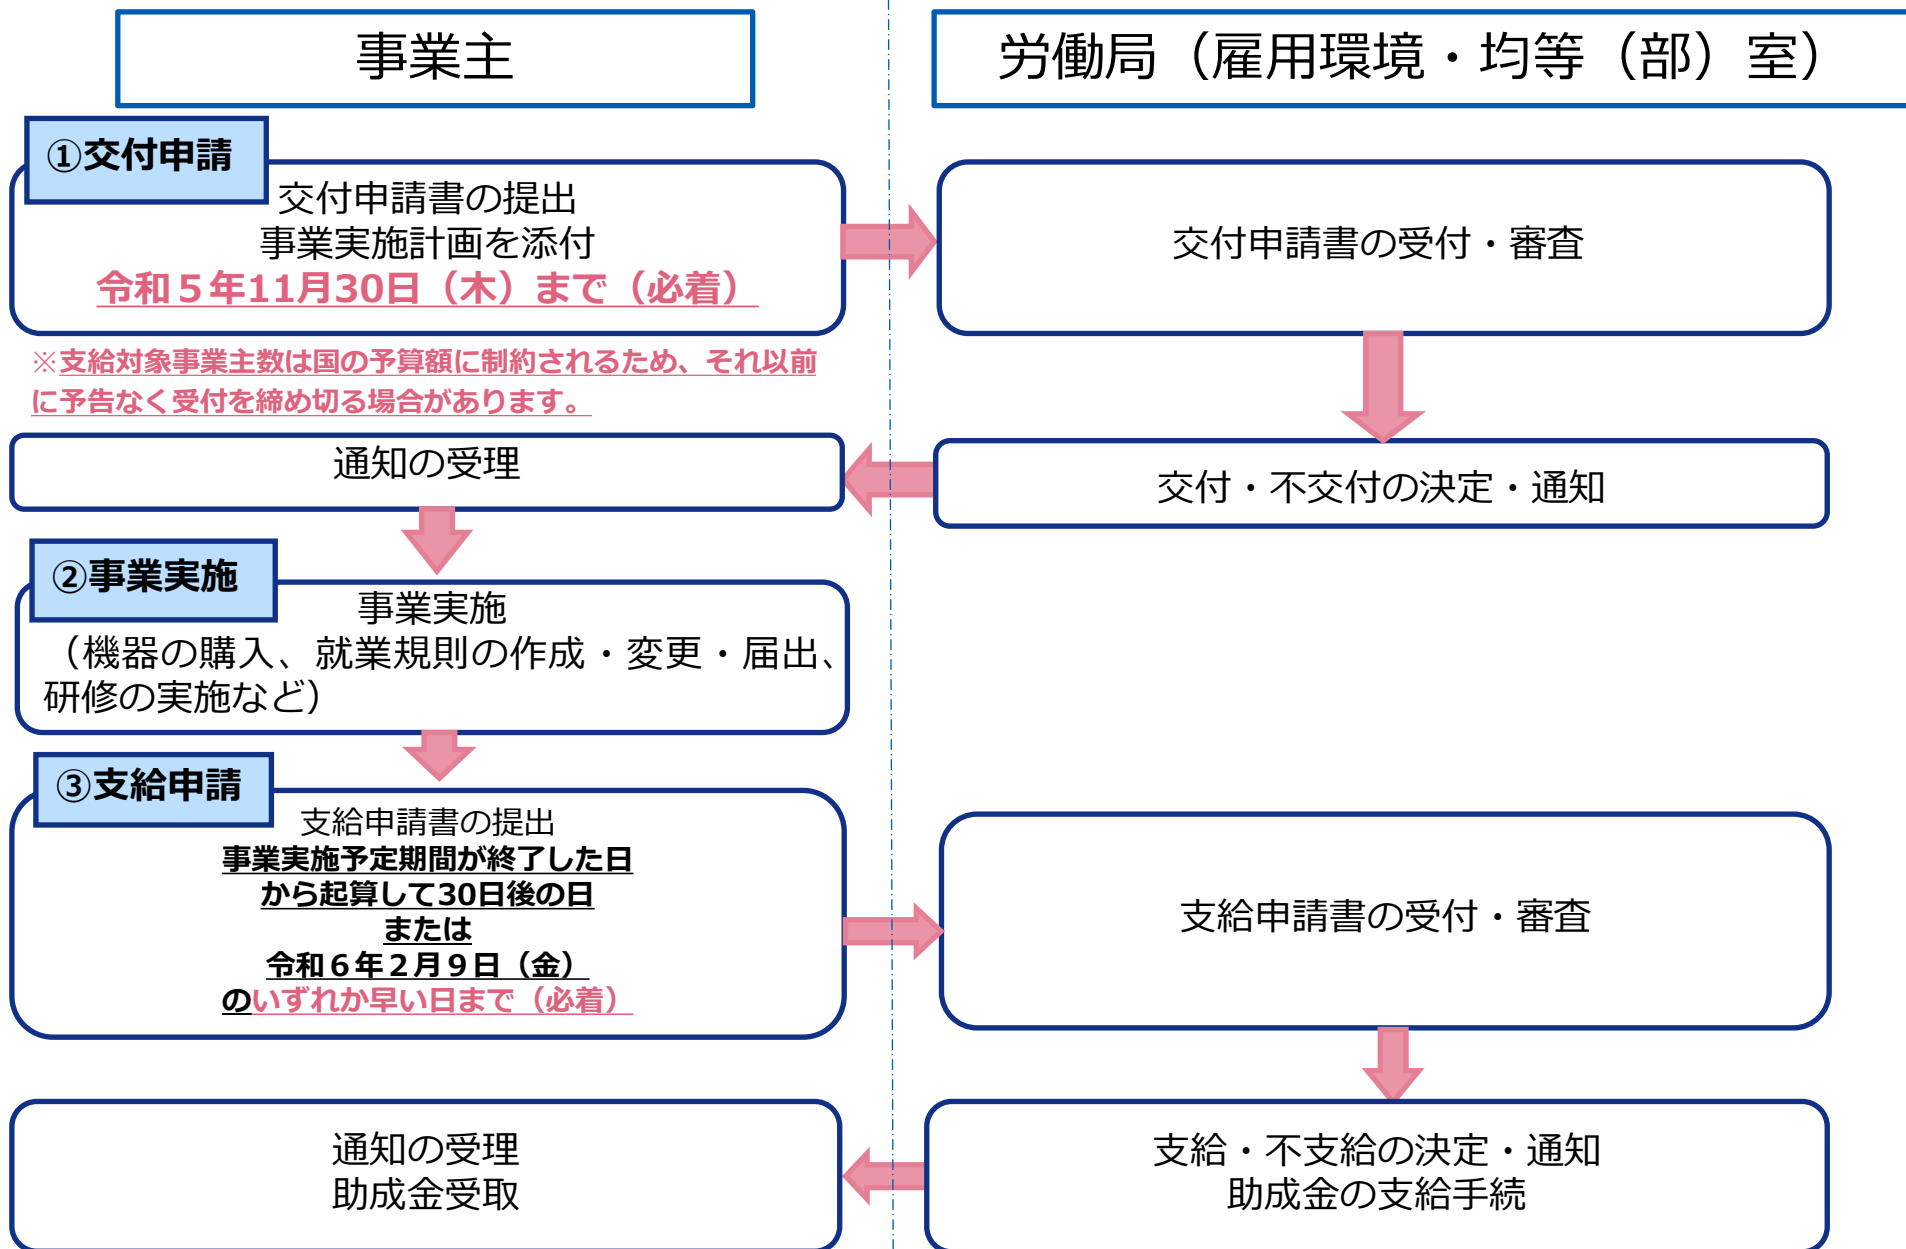 事業主
労働局（雇用環境・均等（部）室）
①交付申請
交付申請書の提出
事業実施計画を添付
令和５年11月30日（木）まで（必着）
交付申請書の受付・審査
※支給対象事業主数は国の予算額に制約されるため、それ以前
に予告なく受付を締め切る場合があります。
通知の受理
交付・不交付の決定・通知
②事業実施
事業実施
（機器の購入、就業規則の作成・変更・届出、
研修の実施など）
③支給申請
支給申請書の提出
事業実施予定期間が終了した日
から起算して30日後の日
または
令和６年２月９日（金）
のいずれか早い日まで（必着）
支給申請書の受付・審査
通知の受理
助成金受取
支給・不支給の決定・通知
助成金の支給手続